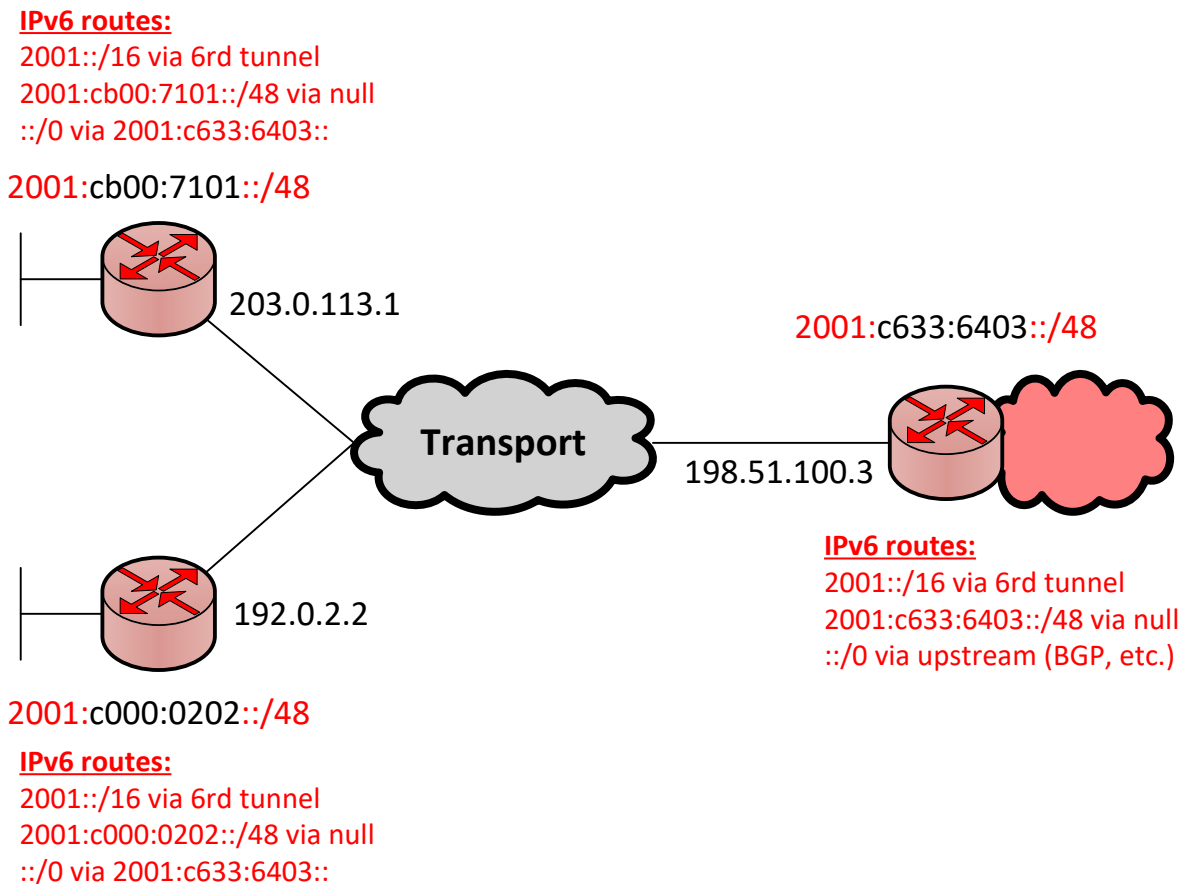 IPv6 routes:
2001::/16 via 6rd tunnel
2001:cb00:7101::/48 via null
::/0 via 2001:c633:6403::
2001:cb00:7101::/48
203.0.113.1
2001:c633:6403::/48
Transport
198.51.100.3
IPv6 routes:
2001::/16 via 6rd tunnel
2001:c633:6403::/48 via null
::/0 via upstream (BGP, etc.)
192.0.2.2
2001:c000:0202::/48
IPv6 routes:
2001::/16 via 6rd tunnel
2001:c000:0202::/48 via null
::/0 via 2001:c633:6403::